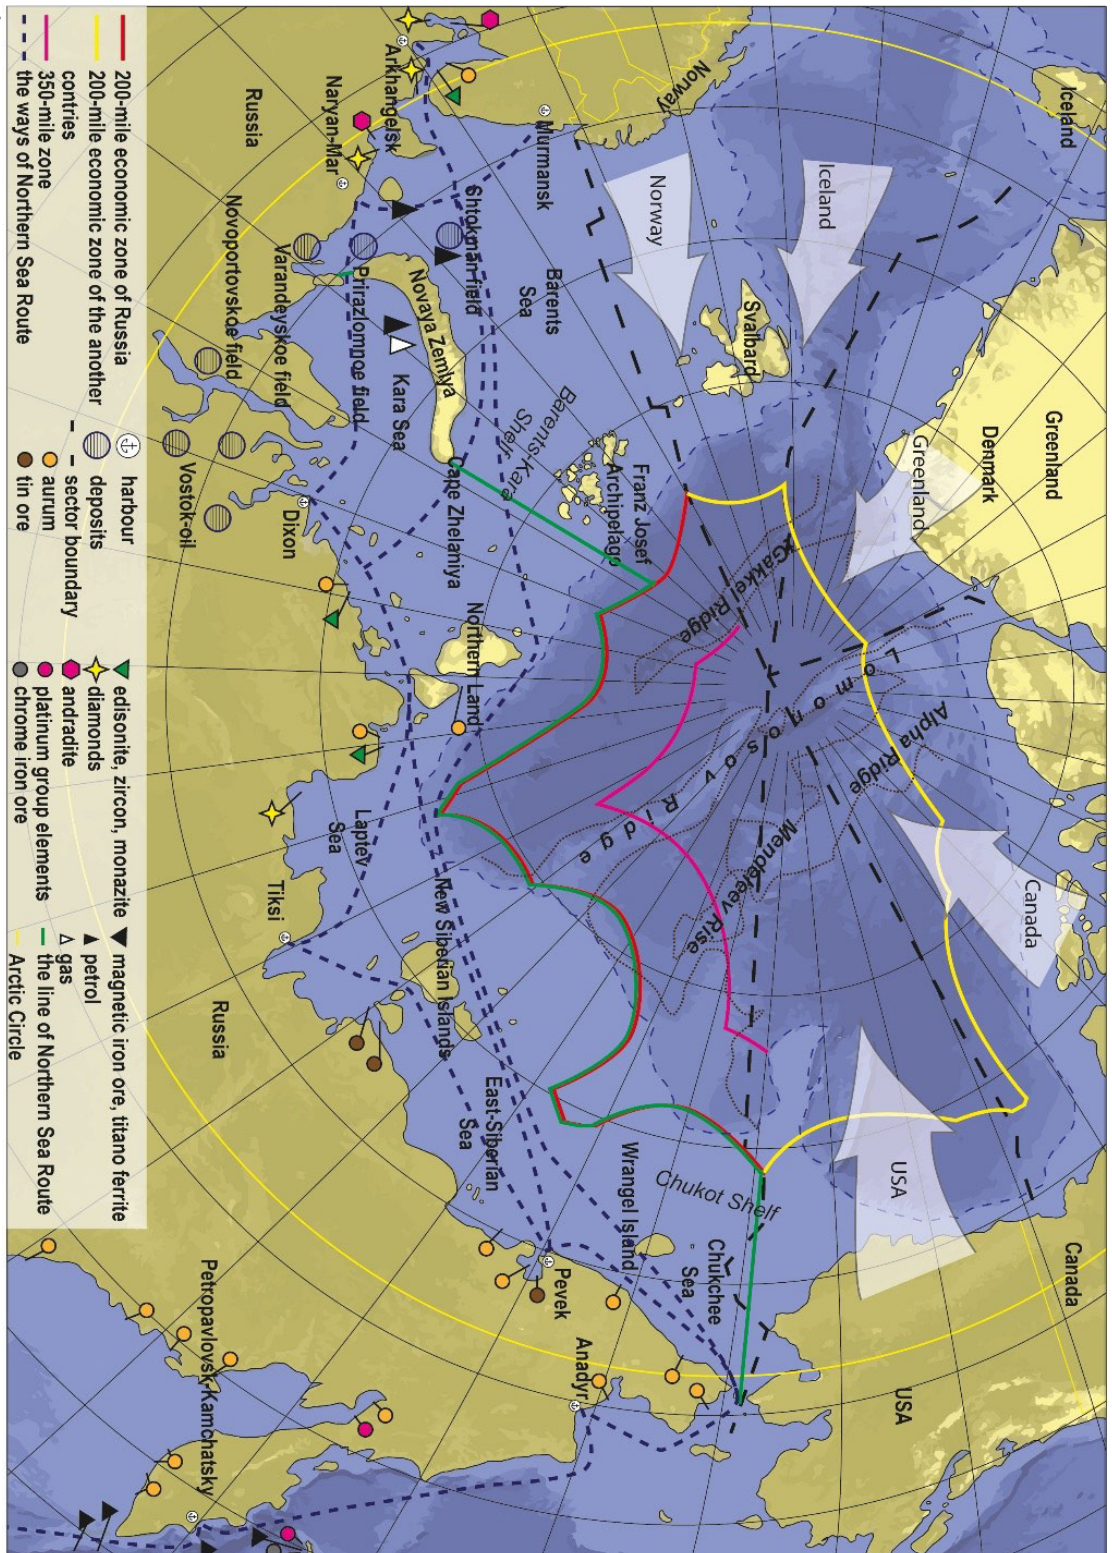 Iceland
Norway
Iceland
Norway
Greenland
Greenland
Denmark
Canada
USA
Canada
USA
Svalbard
Murmansk
Arkhangelsk
Naryan-Mar
Russia
Barents
Sea
Shtokman field
Prirazlompoe field
Varandeyskoe field
Novoportovskoe field
Vostok-oil
Novaya Zemlya
Kara Sea
Barents-Kara
Shelf
Cape Zhelaniya
Franz Josef
Archipelago
Dixon
Northern Land
Gakkel Ridge
Lomonosov Ridge
Alpha Ridge
Mendeleev Rise
Laptev
Sea
Tiksi
New Siberian Islands
Russia
East-Siberian
Sea
Wrangel Island
Chukot Shelf
Chukchee
Sea
Pevek
Anadyr
Petropavlovsk-Kamchatsky
200-mile economic zone of Russia
200-mile economic zone of the another
contries
350-mile zone
the ways of Northern Sea Route
harbour
deposits
sector boundary
aurum
tin ore
edisonite, zircon, monazite
diamonds
andradite
platinum group elements
chrome iron ore
magnetic iron ore, titano ferrite
petrol
gas
the line of Northern Sea Route
Arctic Circle